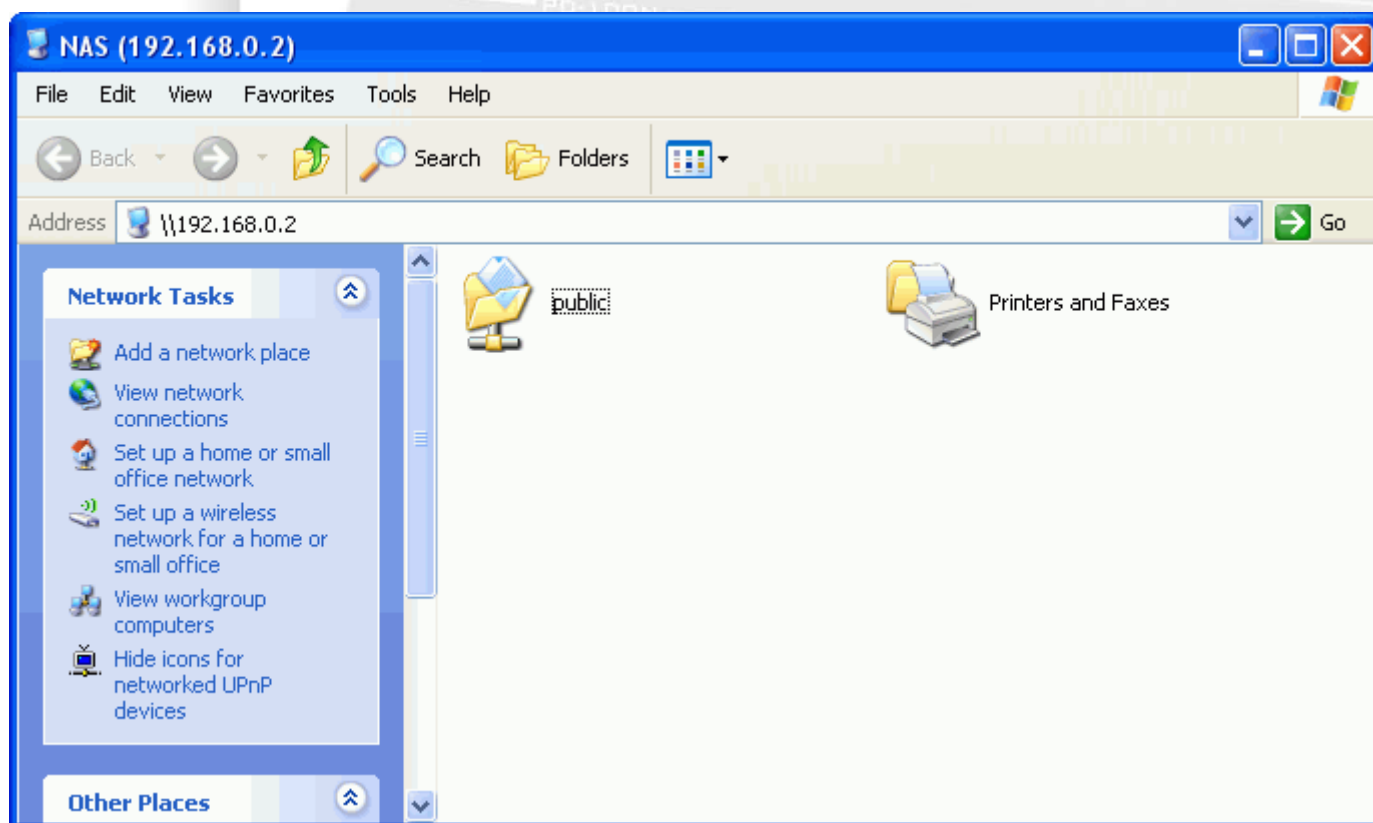 NAS (192.168.0.2)
File Edit View Favorites Tools Help
Back Search Folders
Address \\192.168.0.2 Go
Network Tasks
Add a network place
View network
connections
Set up a home or small
office network
Set up a wireless
network for a home or
small office
View workgroup
computers
Hide icons for
networked UPnP
devices
Other Places
public
Printers and Faxes